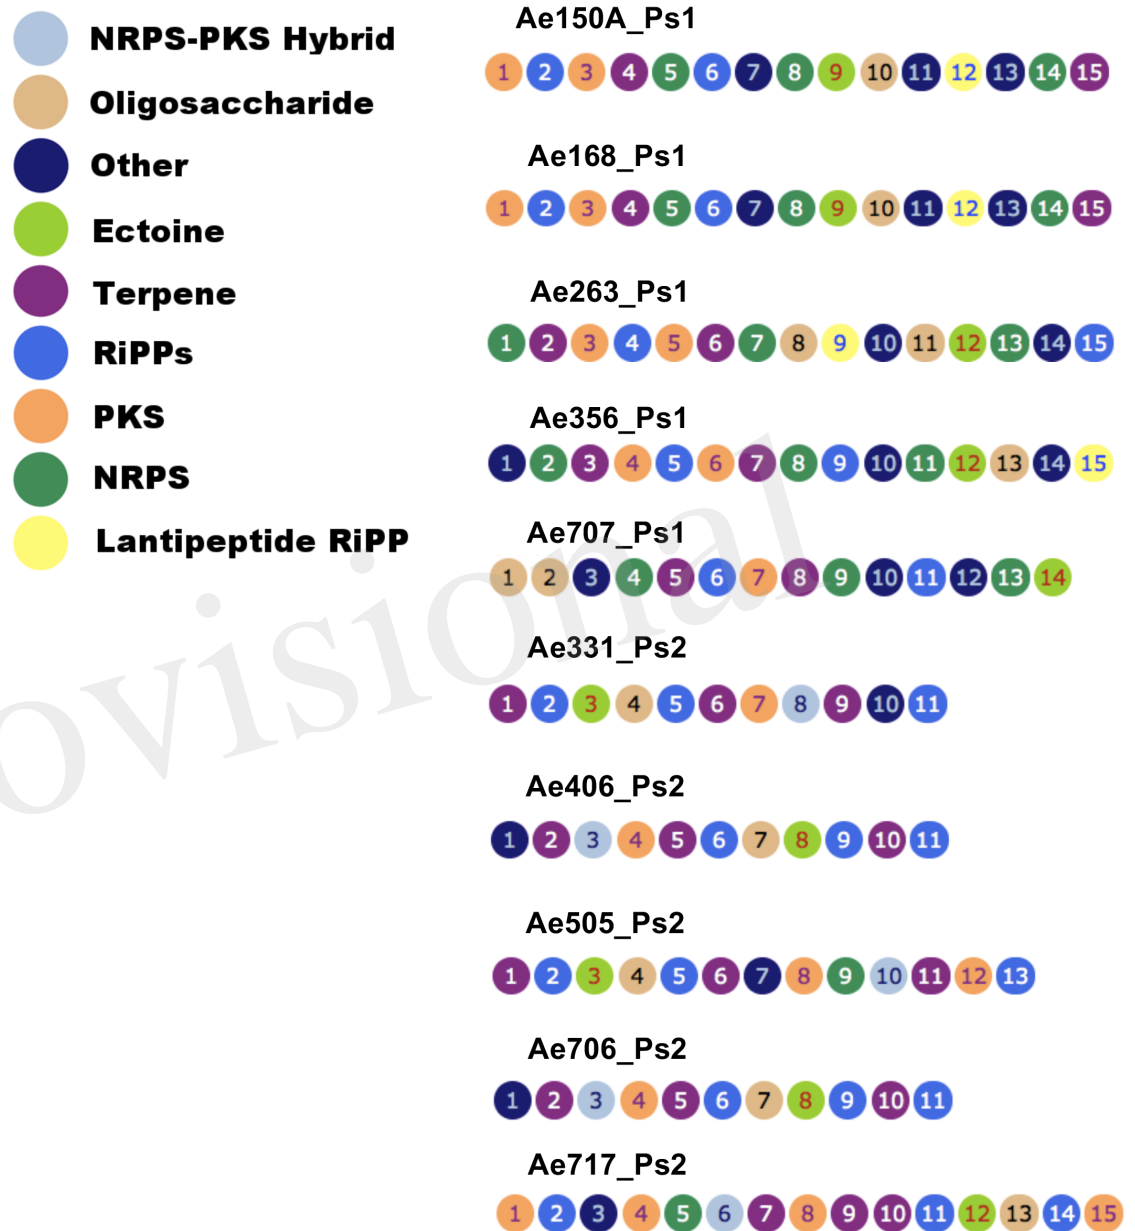 NRPS-PKS Hybrid
Oligosaccharide
Other
Ectoine
Terpene
RiPPs
PKS
NRPS
Lantipeptide RiPP
Ae150A_Ps1
1 2 3 4 5 6 7 8 9 10 11 12 13 14 15
Ae168_Ps1
1 2 3 4 5 6 7 8 9 10 11 12 13 14 15
Ae263_Ps1
1 2 3 4 5 6 7 8 9 10 11 12 13 14 15
Ae356_Ps1
1 2 3 4 5 6 7 8 9 10 11 12 13 14 15
Ae707_Ps1
1 2 3 4 5 6 7 8 9 10 11 12 13 14
Ae331_Ps2
1 2 3 4 5 6 7 8 9 10 11
Ae406_Ps2
1 2 3 4 5 6 7 8 9 10 11
Ae505_Ps2
1 2 3 4 5 6 7 8 9 10 11 12 13
Ae706_Ps2
1 2 3 4 5 6 7 8 9 10 11
Ae717_Ps2
1 2 3 4 5 6 7 8 9 10 11 12 13 14 15
ovisional